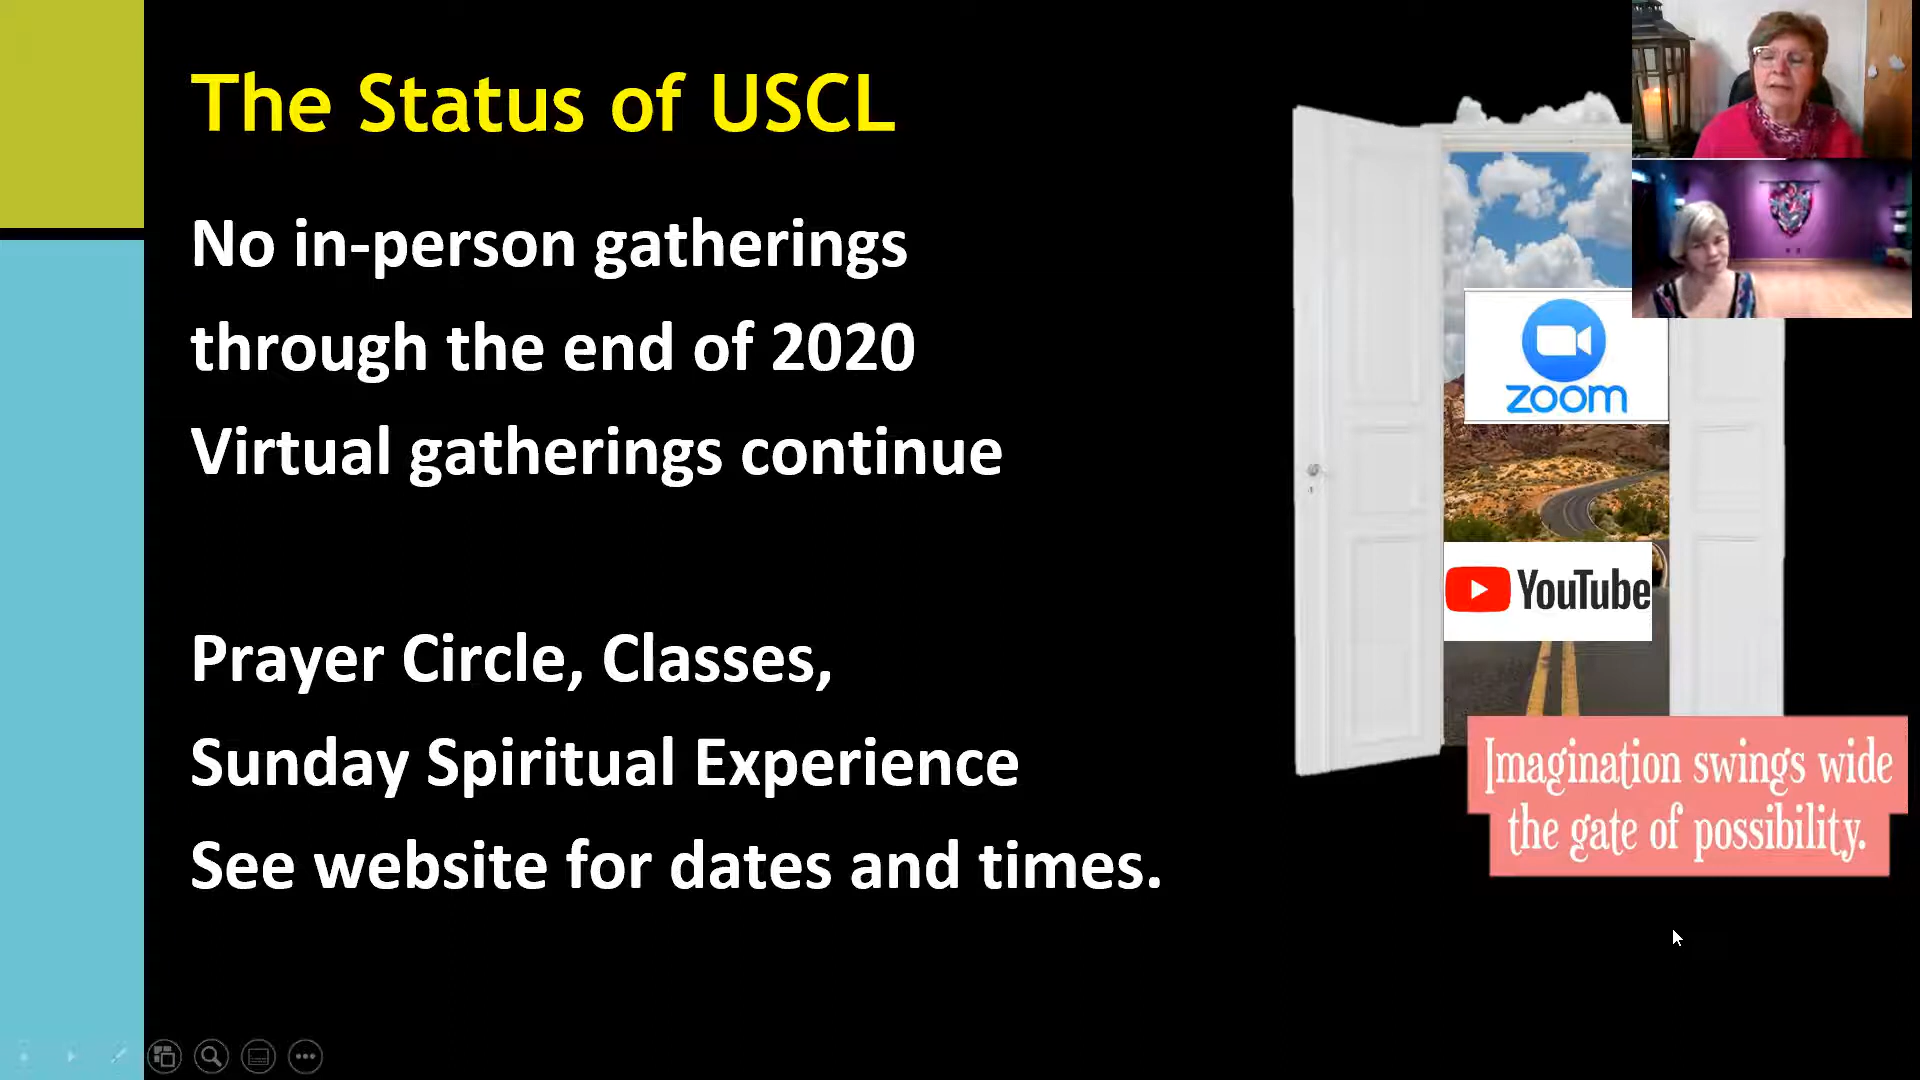 The Status of USCL
No in-person gatherings
through the end of 2020
Virtual gatherings continue
Prayer Circle, Classes,
Sunday Spiritual Experience
See website for dates and times.
zoom
YouTube
Imagination swings wide
the gate of possibility.